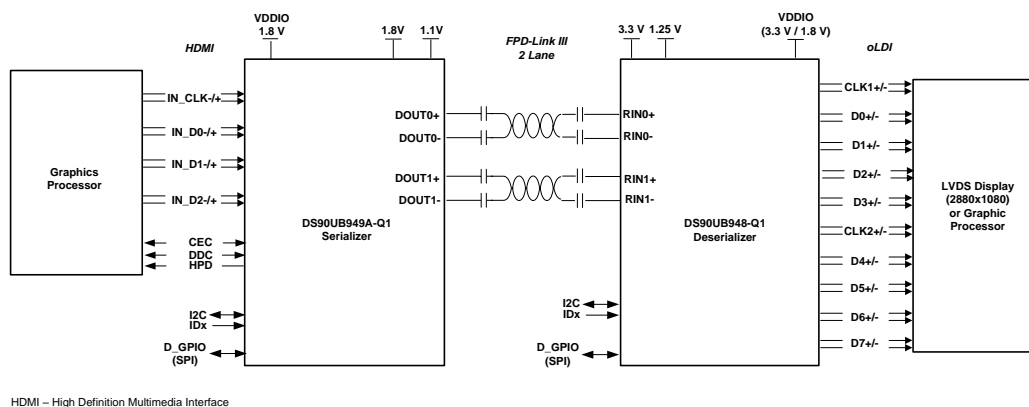 VDDIO
1.8 V
1.8V
1.1V
HDMI
FPD-Link III
2 Lane
3.3 V
1.25 V
VDDIO
(3.3 V / 1.8 V)
oLDI
Graphics
Processor
IN_CLK-/+
IN_D0-/+
IN_D1-/+
IN_D2-/+
CEC
DDC
HPD
I2C
IDx
D_GPIO
(SPI)
DOUT0+
DOUT0-
DOUT1+
DOUT1-
DS90UB949A-Q1
Serializer
RIN0+
RIN0-
RIN1+
RIN1-
DS90UB948-Q1
Deserializer
I2C
IDx
D_GPIO
(SPI)
CLK1+/-
D0+/-
D1+/-
D2+/-
D3+/-
CLK2+/-
D4+/-
D5+/-
D6+/-
D7+/-
LVDS Display
(2880x1080)
or Graphic
Processor
HDMI – High Definition Multimedia Interface